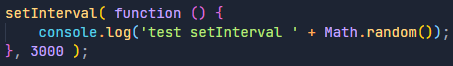 setInterval( function () {
    console.log('test setInterval ' + Math.random());
}, 3000 );